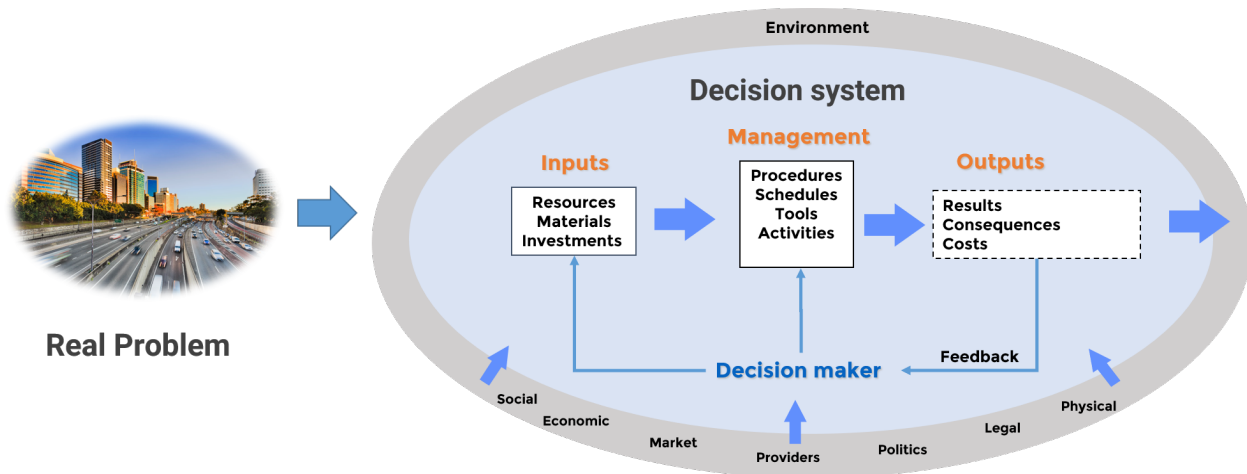 Environment
Decision system
Management
Inputs
Outputs
Procedures
Schedules
Tools
Activities
Resources
Materials
Investments
Results
Consequences
Costs
Real Problem
Feedback
Decision maker
Social
Economic
Market
Providers
Politics
Legal
Physical